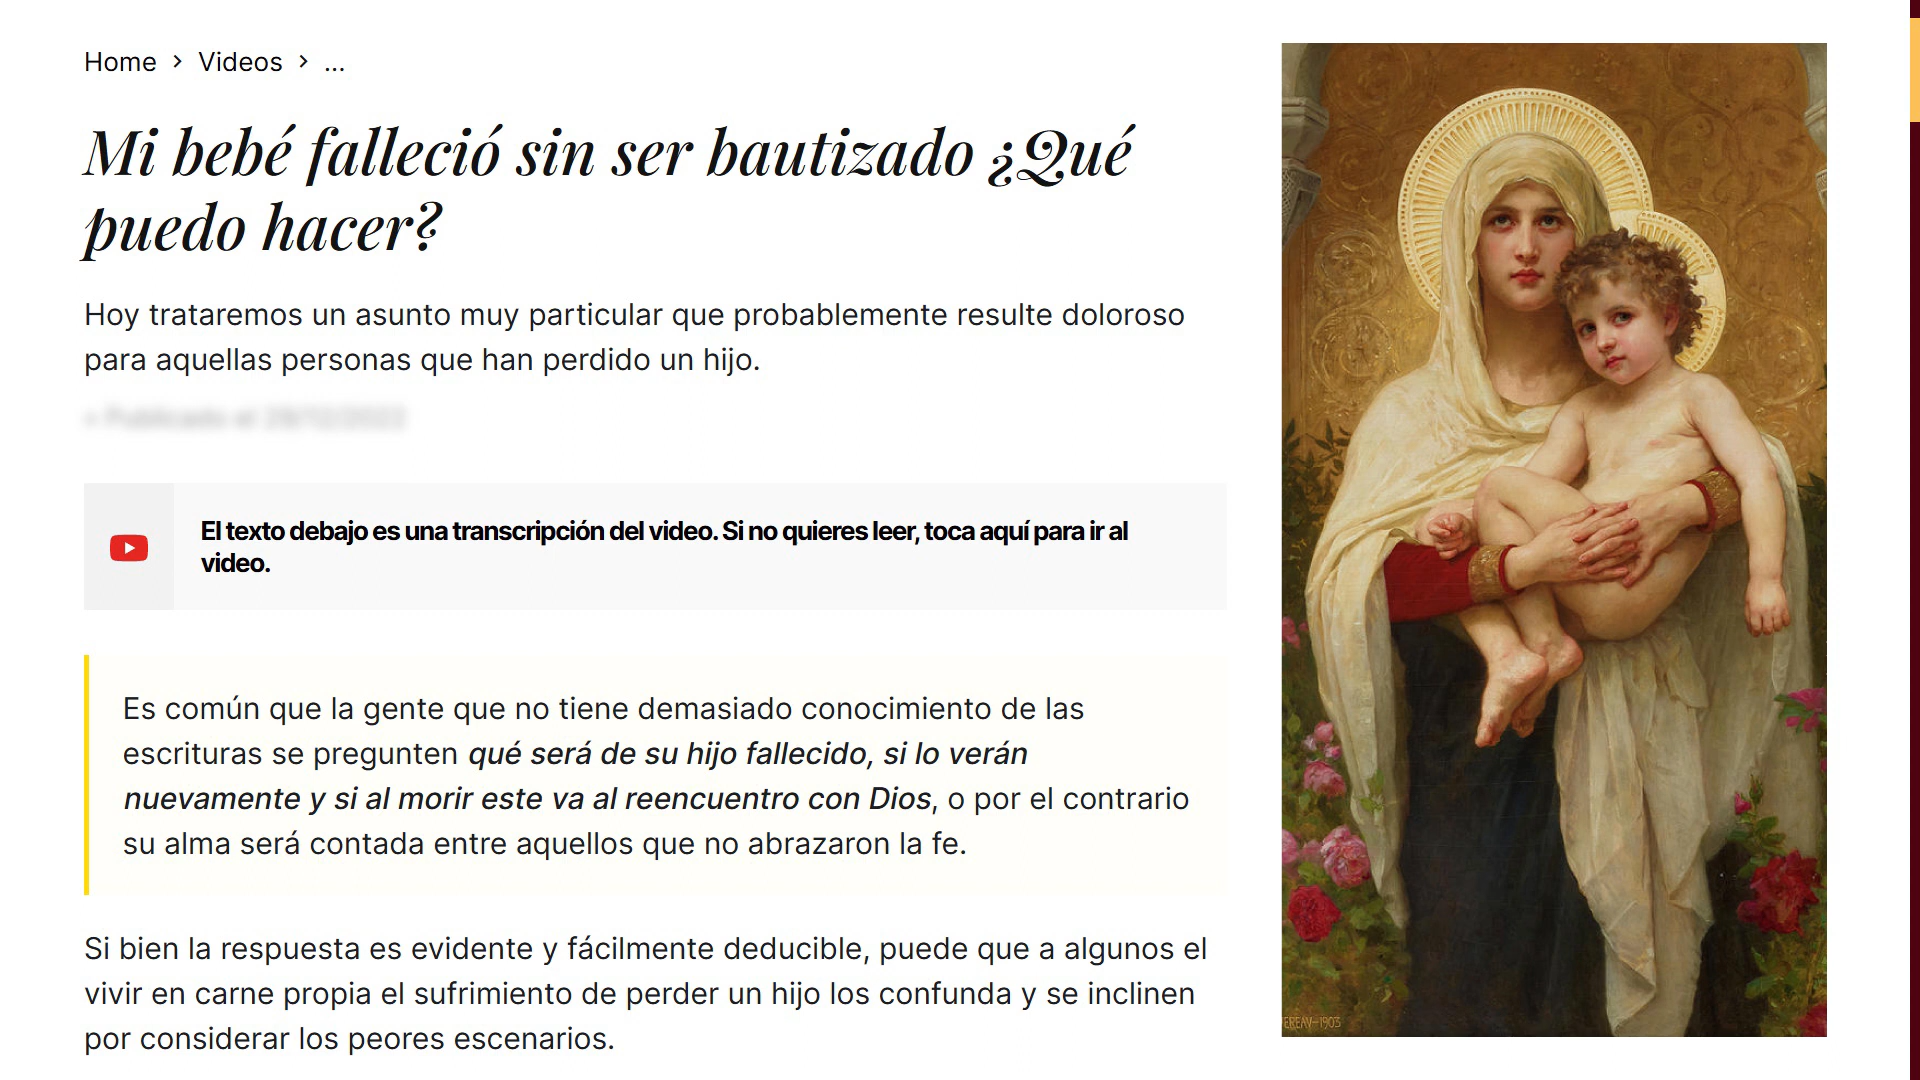 Home > Videos > ...
Mi bebé falleció sin ser bautizado ¿Qué
puedo hacer?
Hoy trataremos un asunto muy particular que probablemente resulte doloroso
para aquellas personas que han perdido un hijo.
El texto debajo es una transcripción del video. Si no quieres leer, toca aquí para ir al
video.
Es común que la gente que no tiene demasiado conocimiento de las
escrituras se pregunten qué será de su hijo fallecido, si lo verán
nuevamente y si al morir este va al reencuentro con Dios, o por el contrario
su alma será contada entre aquellos que no abrazaron la fe.
Si bien la respuesta es evidente y fácilmente deducible, puede que a algunos el
vivir en carne propia el sufrimiento de perder un hijo los confunda y se inclinen
por considerar los peores escenarios.